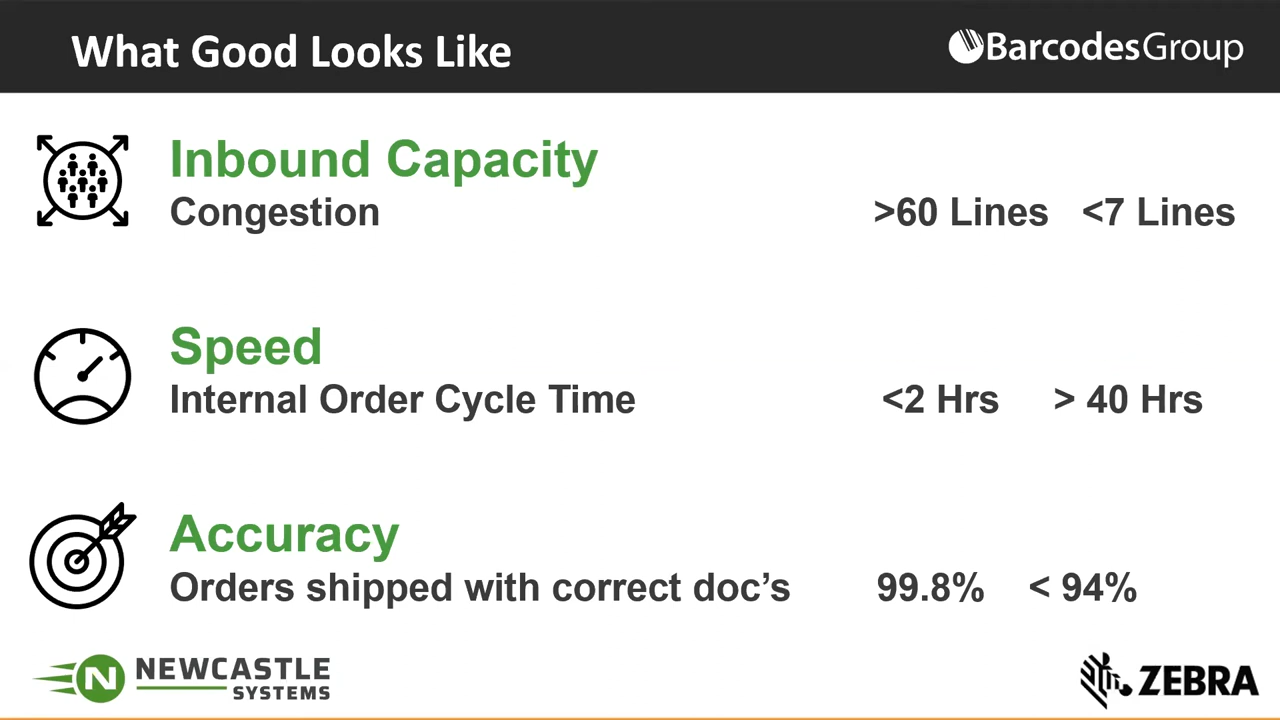 What Good Looks Like
BarcodesGroup
Inbound Capacity
Congestion >60 Lines <7 Lines
Speed
Internal Order Cycle Time <2 Hrs > 40 Hrs
Accuracy
Orders shipped with correct doc’s 99.8% < 94%
N NEWCASTLE
SYSTEMS
ZEBRA